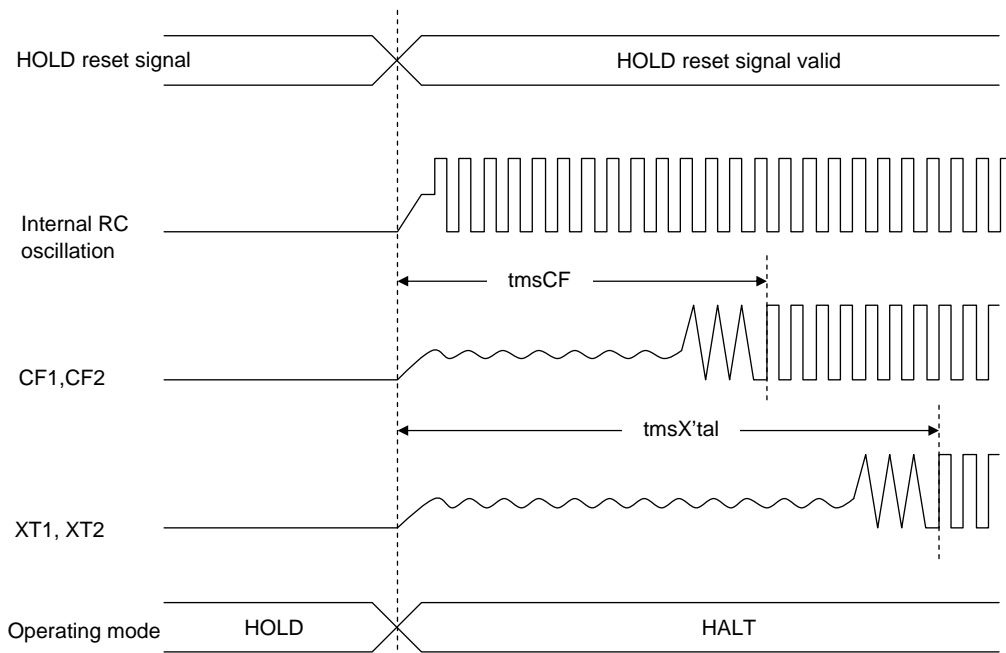 HOLD reset signal
HOLD reset signal valid
Internal RC
oscillation
tmsCF
CF1,CF2
tmsX'tal
XT1, XT2
Operating mode
HOLD
HALT